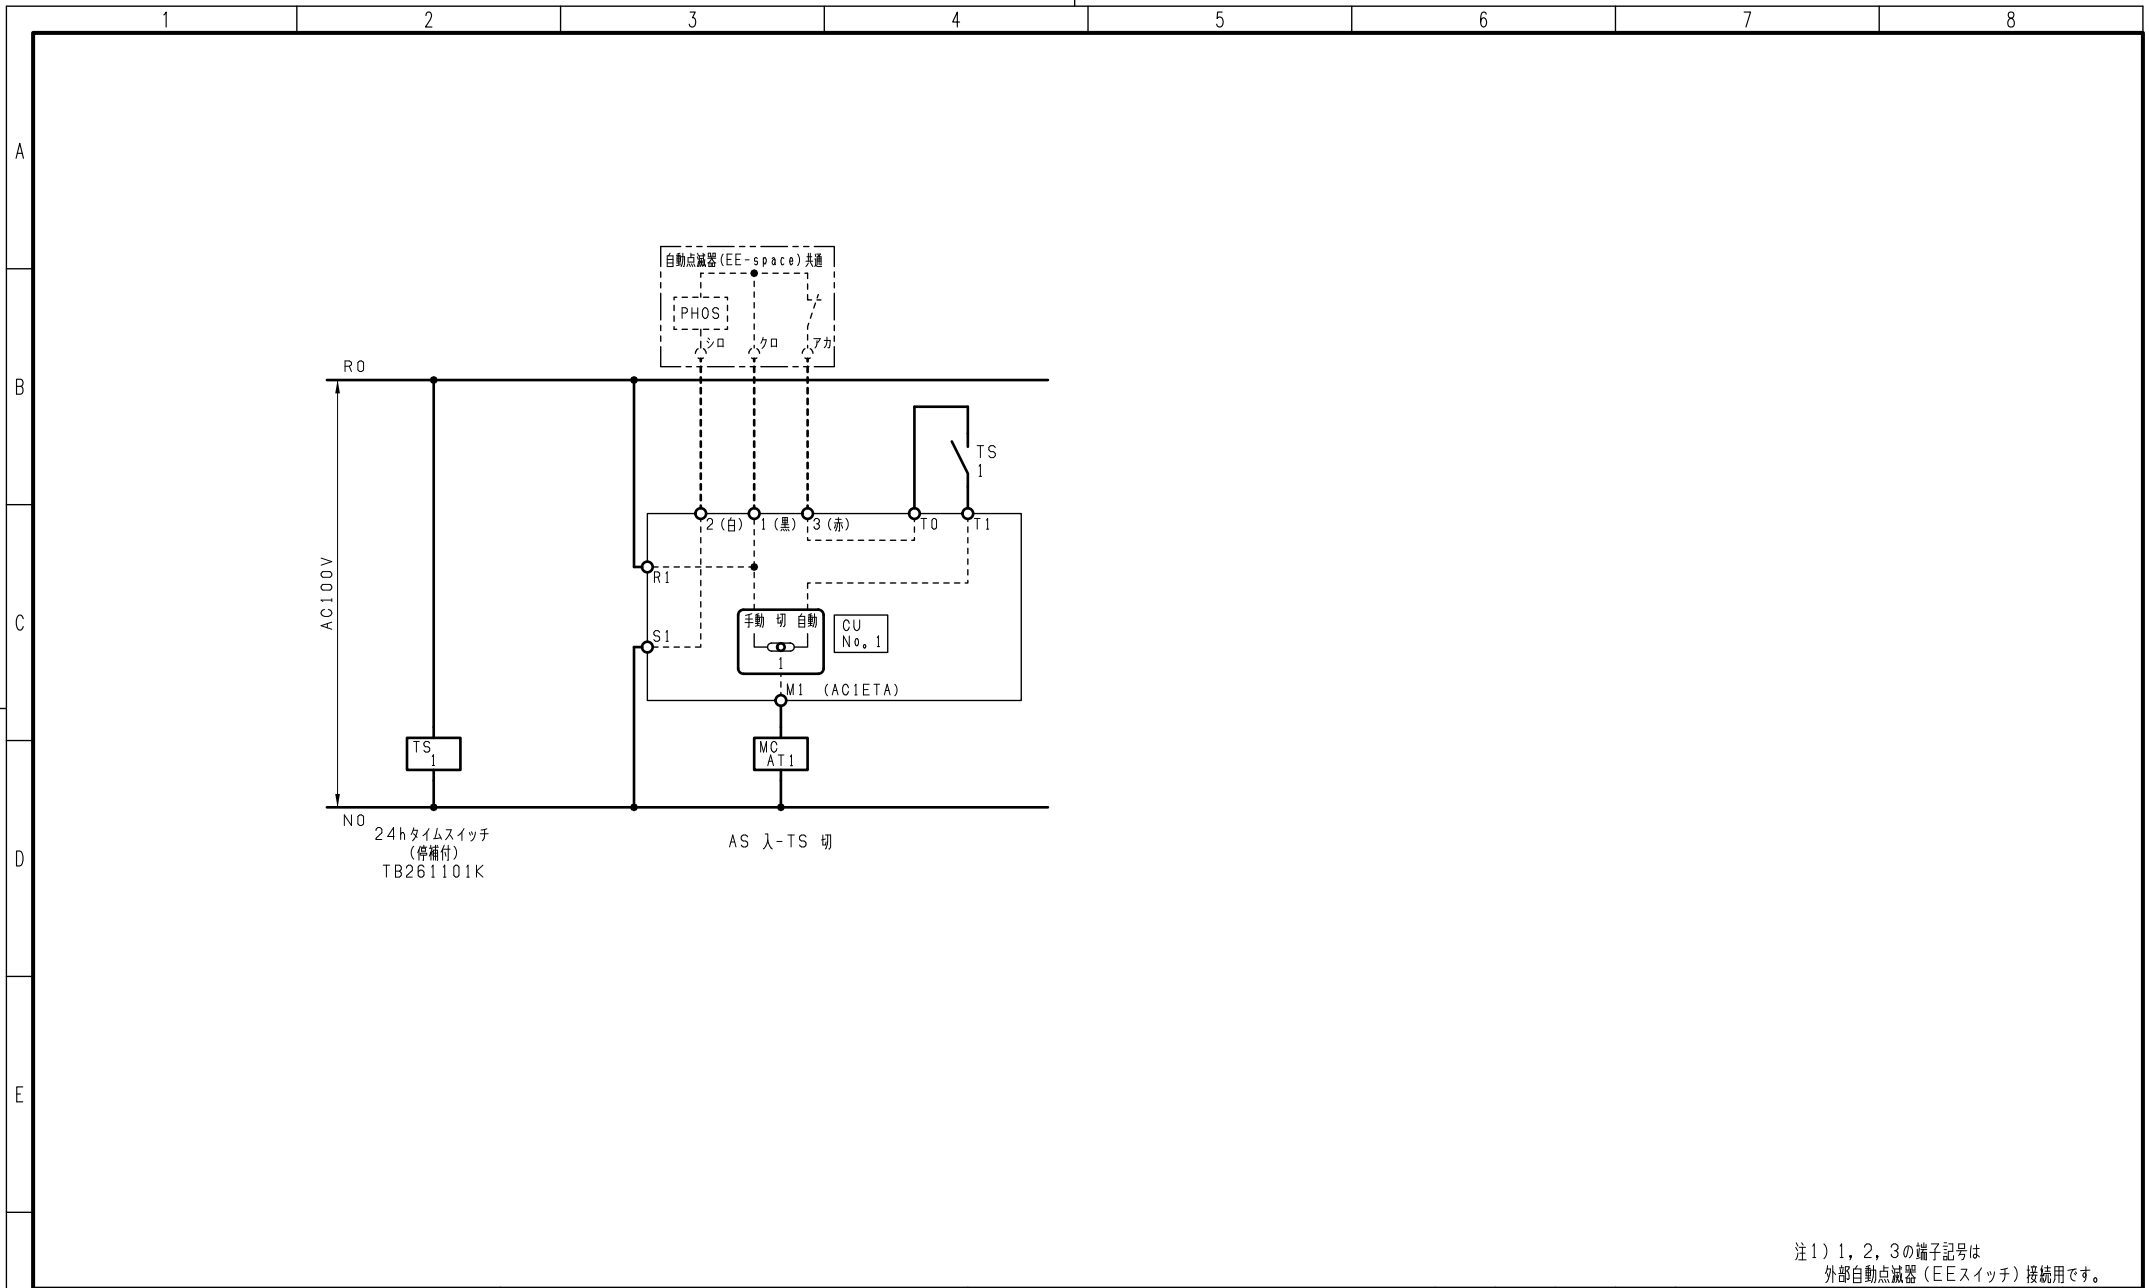 1 2 3 4 5 6 7 8
A
自動点滅器(EE-space)共通
PHOS
シロ クロ アカ
R0
B
TS
1
2(白) 1(黒) 3(赤) T0 T1
AC100V
R1
C
手動 切 自動
CU
No。1
S1
1
M1 (AC1ETA)
TS
1
MC
AT1
N0
24hタイムスイッチ
(停補付)
TB261101K
AS 入-TS 切
D
E
注1)1,2,3の端子記号は
外部自動点滅器(EEスイッチ)接続用です。